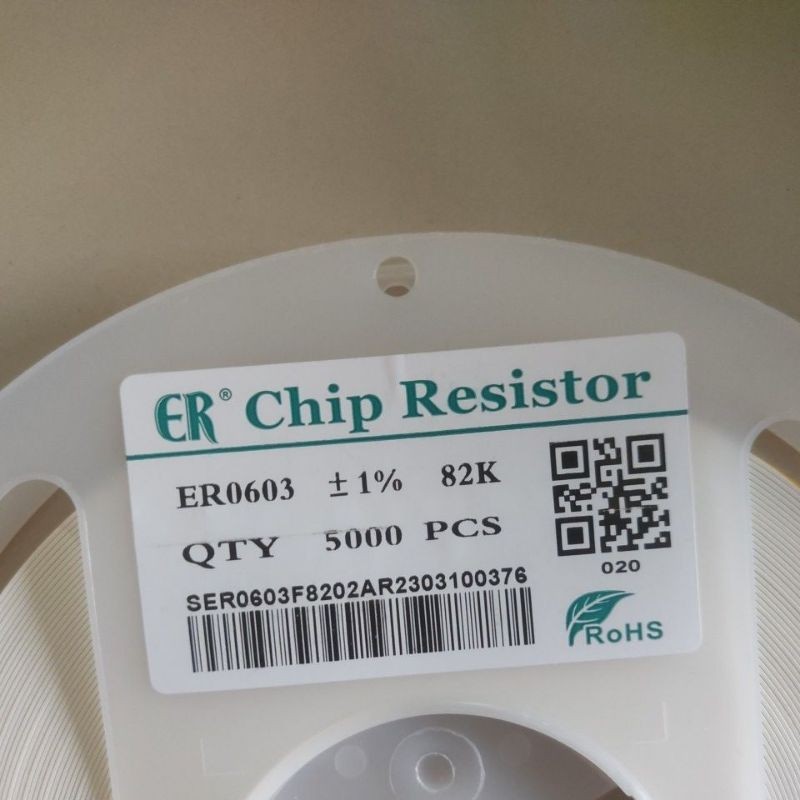 ER® Chip Resistor
ER0603 ±1% 82K
QTY 5000 PCS
020
SER0603F8202AR2303100376
RoHS